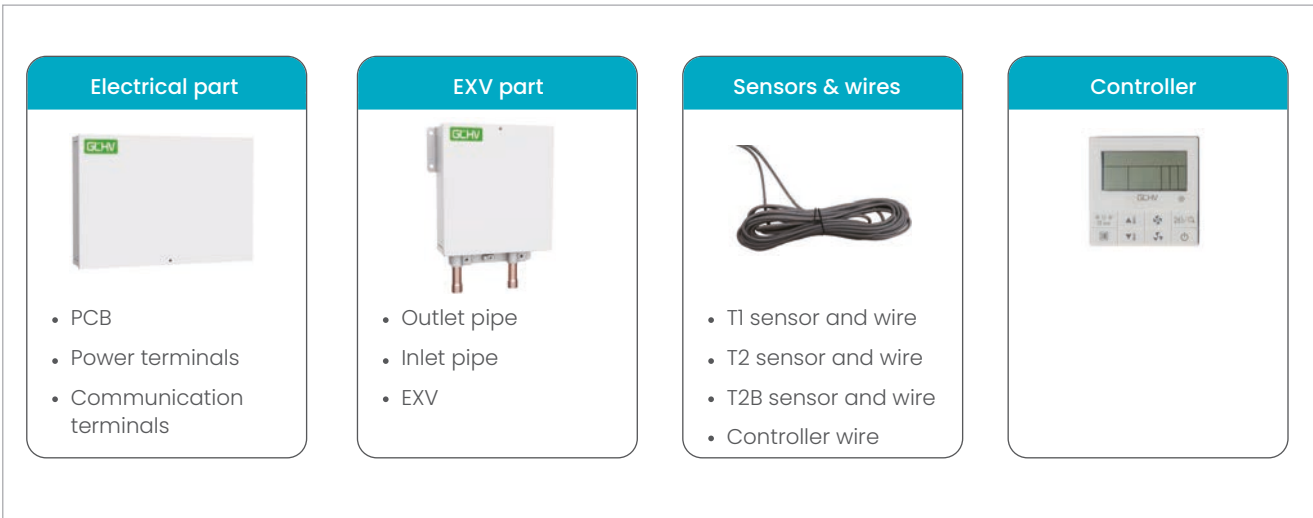 Electrical part
GCHV
• PCB
• Power terminals
• Communication
terminals
EXV part
GCHV
• Outlet pipe
• Inlet pipe
• EXV
Sensors & wires
• T1 sensor and wire
• T2 sensor and wire
• T2B sensor and wire
• Controller wire
Controller
GCHV